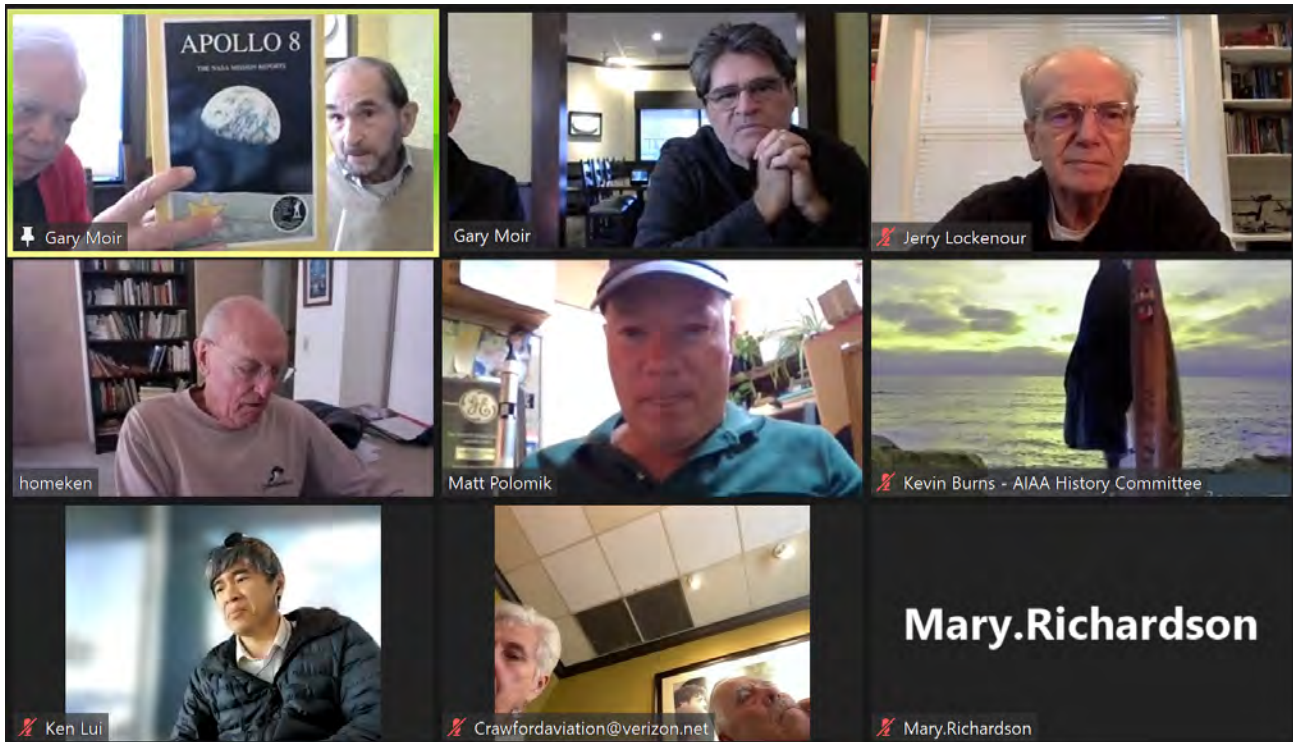 APOLLO 8
THE NASA MISSION REPORTS
Gary Moir
Gary Moir
Jerry Lockenour
homeken
GE
Matt Polomik
Kevin Burns - AIAA History Committee
Ken Lui
Crawfordaviation@verizon.net
Mary.Richardson
Mary.Richardson